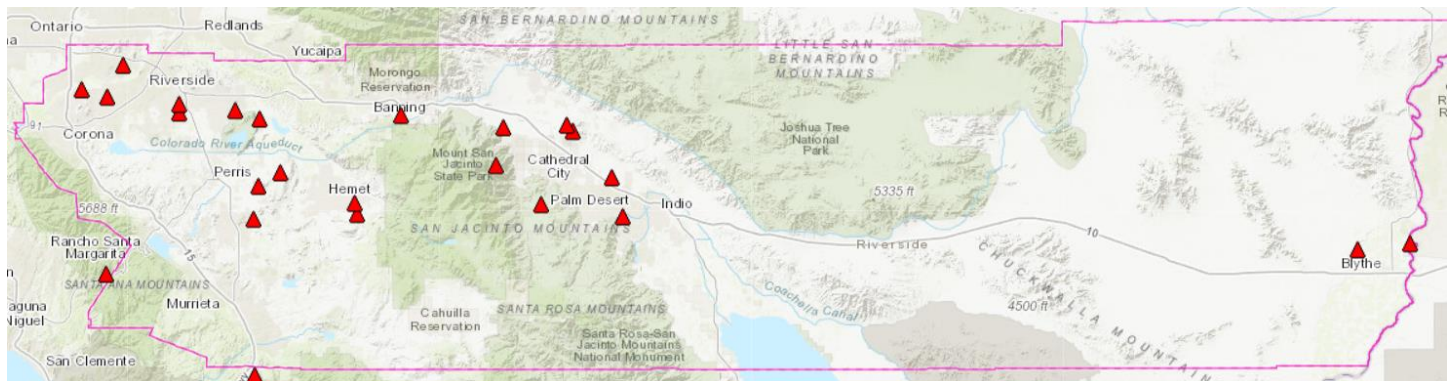 Ontario
Redlands
SAN BERNARDINO MOUNTAINS
Yucaipa
LITTLE SAN
BERNARDINO
MOUNTAINS
Riverside
Morongo
Reservation
Banning
91
Corona
Colorado River Aqueduct
Joshua Tree
National
Park
Mount San
Jacinto
State Park
Cathedral
City
Perris
Hemet
5335 ft
Palm Desert
Indio
5688 ft
SAN JACINTO MOUNTAINS
10
Rancho Santa
Margarita
15
Riverside
CHUCKWALLA MOUNTAIN
Blythe
SANTA ANA MOUNTAINS
Coachella Canal
Murrieta
Cahuilla
Reservation
SANTA ROSA MOUNTAINS
4500 ft
aguna
Niguel
Santa Rosa-San
Jacinto Mountains
National Monument
San Clemente